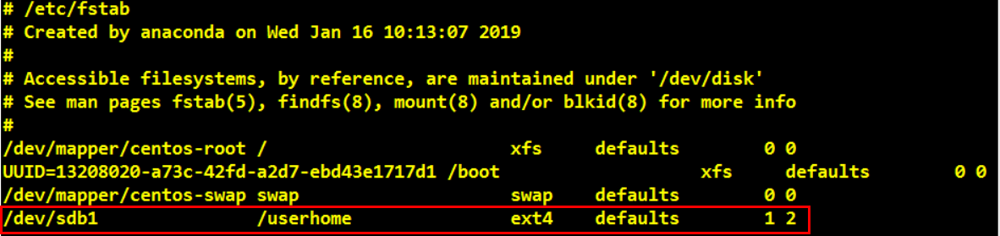 # /etc/fstab
# Created by anaconda on Wed Jan 16 10:13:07 2019
#
# Accessible filesystems, by reference, are maintained under '/dev/disk'
# See man pages fstab(5), findfs(8), mount(8) and/or blkid(8) for more info
#
/dev/mapper/centos-root /                       xfs     defaults        0 0
UUID=13208020-a73c-42fd-a2d7-ebd43e1717d1 /boot                   xfs     defaults        0 0
/dev/mapper/centos-swap swap                    swap    defaults        0 0
/dev/sdb1               /userhome               ext4    defaults        1 2